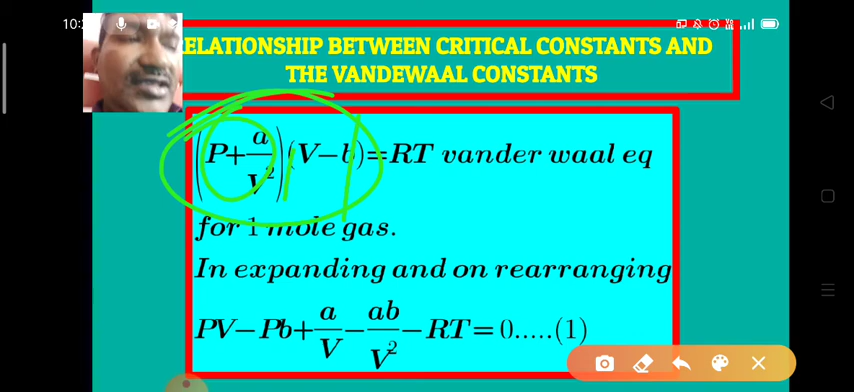 10:
RELATIONSHIP BETWEEN CRITICAL CONSTANTS AND
THE VANDEWAAL CONSTANTS
(P+a/V²)(V−b)=RT vander waal eq
for 1 mole gas.
In expanding and on rearranging
PV−Pb+a/V−ab/V²−RT=0.....(1)